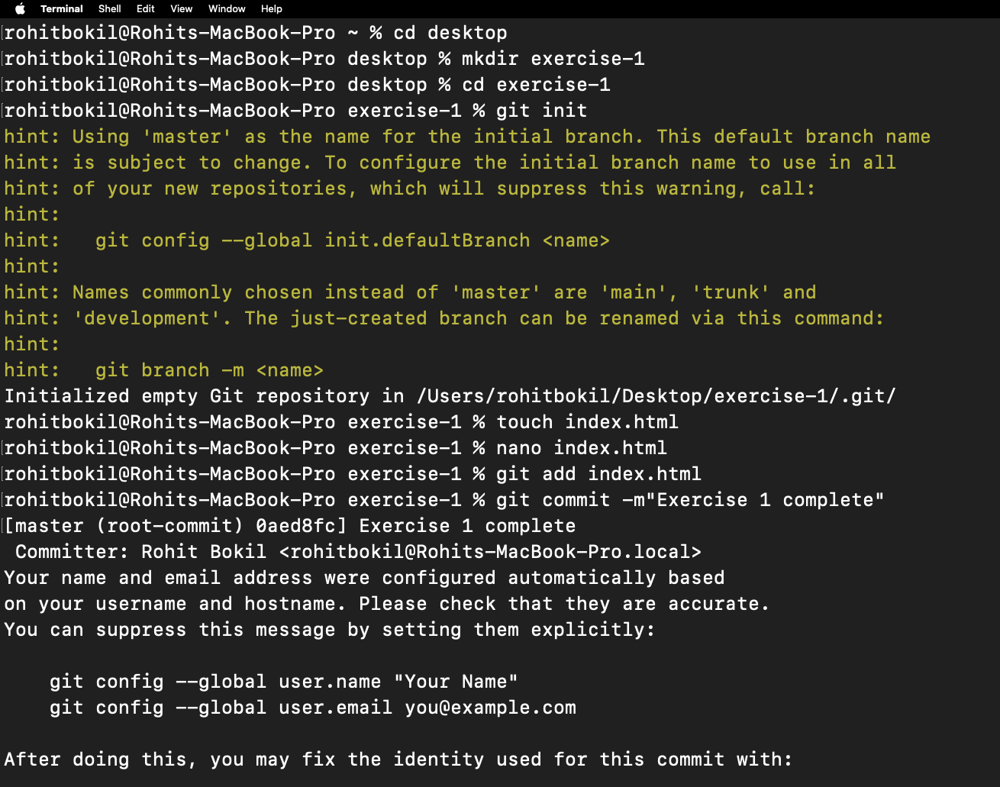 Terminal Shell Edit View Window Help
[rohitbokil@Rohits-MacBook-Pro ~ % cd desktop
[rohitbokil@Rohits-MacBook-Pro desktop % mkdir exercise-1
[rohitbokil@Rohits-MacBook-Pro desktop % cd exercise-1
[rohitbokil@Rohits-MacBook-Pro exercise-1 % git init
hint: Using 'master' as the name for the initial branch. This default branch name
hint: is subject to change. To configure the initial branch name to use in all
hint: of your new repositories, which will suppress this warning, call:
hint:
hint:   git config --global init.defaultBranch <name>
hint:
hint: Names commonly chosen instead of 'master' are 'main', 'trunk' and
hint: 'development'. The just-created branch can be renamed via this command:
hint:
hint:   git branch -m <name>
Initialized empty Git repository in /Users/rohitbokil/Desktop/exercise-1/.git/
rohitbokil@Rohits-MacBook-Pro exercise-1 % touch index.html
[rohitbokil@Rohits-MacBook-Pro exercise-1 % nano index.html
[rohitbokil@Rohits-MacBook-Pro exercise-1 % git add index.html
[rohitbokil@Rohits-MacBook-Pro exercise-1 % git commit -m"Exercise 1 complete"
[[master (root-commit) 0aed8fc] Exercise 1 complete
 Committer: Rohit Bokil <rohitbokil@Rohits-MacBook-Pro.local>
Your name and email address were configured automatically based
on your username and hostname. Please check that they are accurate.
You can suppress this message by setting them explicitly:

    git config --global user.name "Your Name"
    git config --global user.email you@example.com

After doing this, you may fix the identity used for this commit with: